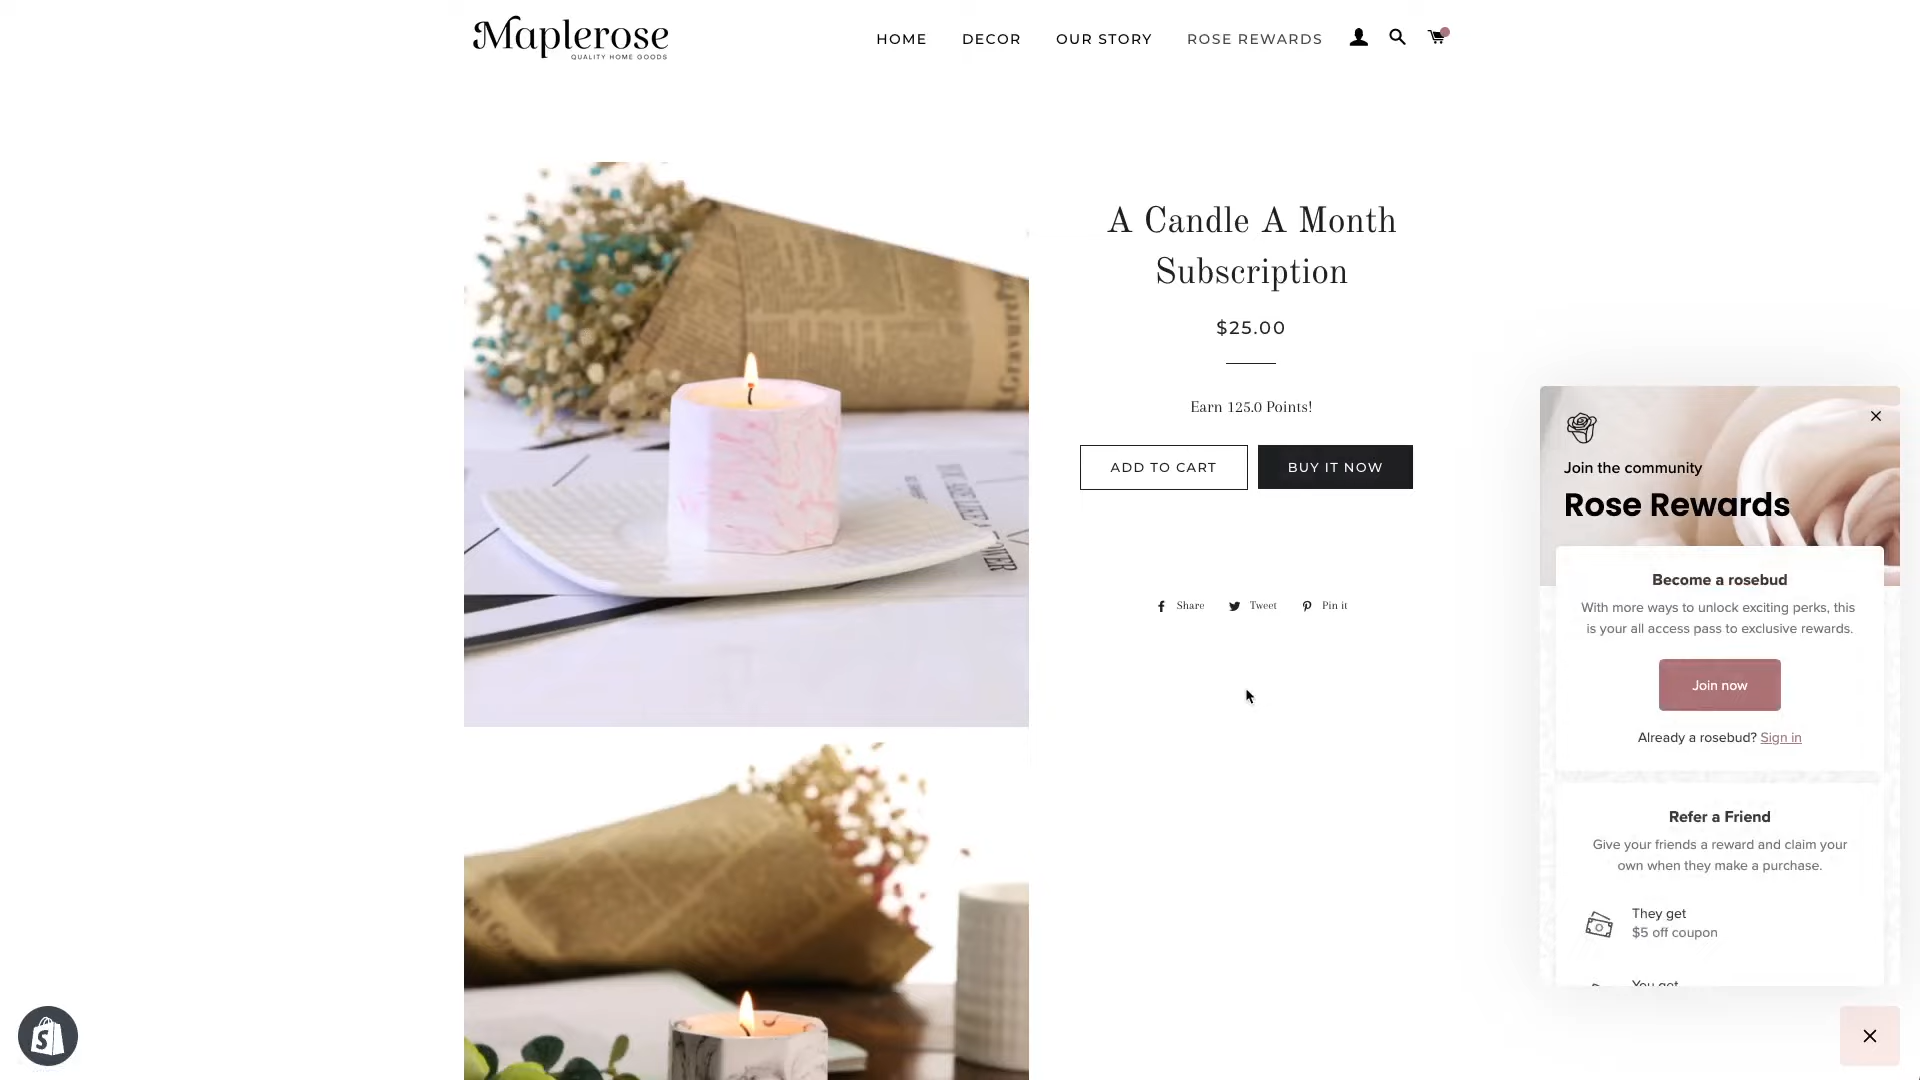 Maplerose
QUALITY HOME GOODS
HOME
DECOR
OUR STORY
ROSE REWARDS
A Candle A Month
Subscription
$25.00
Earn 125.0 Points!
ADD TO CART
BUY IT NOW
Share
Tweet
Pin it
Join the community
Rose Rewards
Become a rosebud
With more ways to unlock exciting perks, this
is your all access pass to exclusive rewards.
Join now
Already a rosebud? Sign in
Refer a Friend
Give your friends a reward and claim your
own when they make a purchase.
They get
$5 off coupon
You get